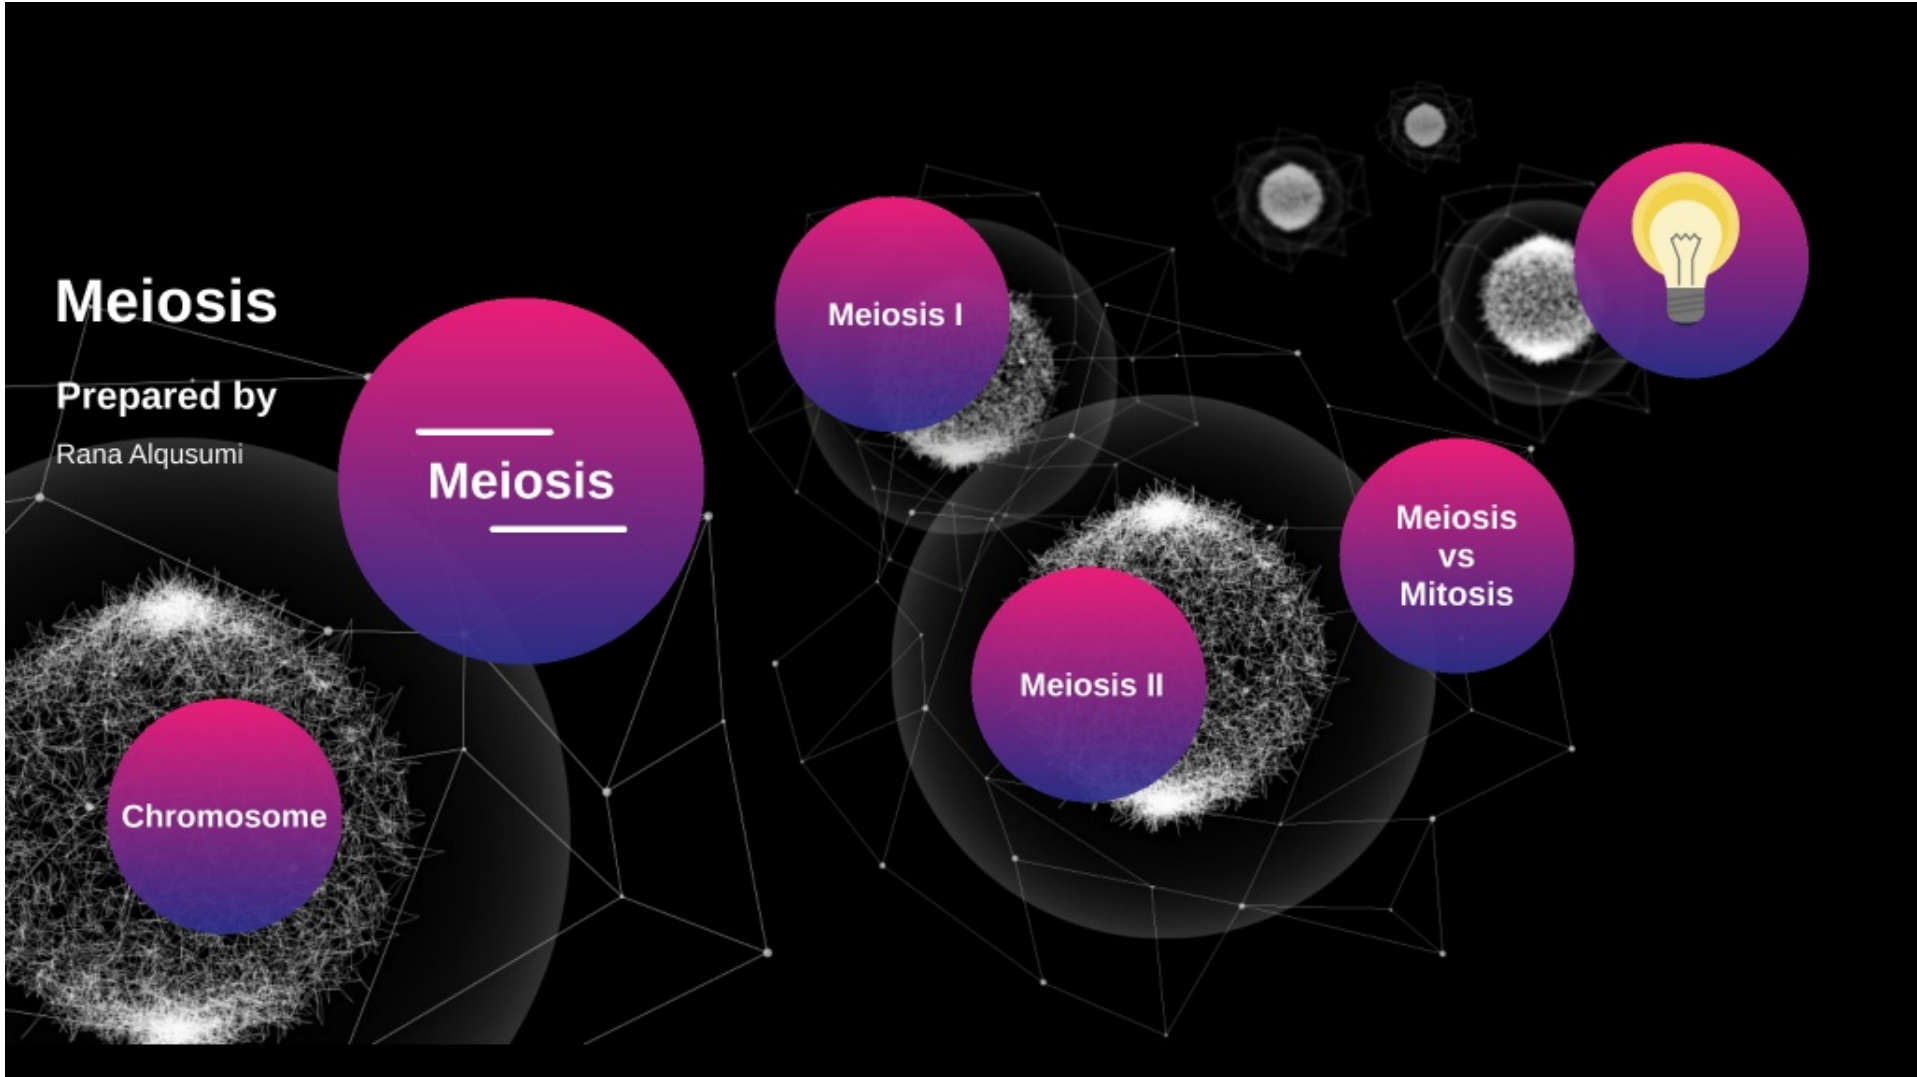 Meiosis
Prepared by
Rana Alqusumi
Meiosis
Chromosome
Meiosis I
Meiosis II
Meiosis
vs
Mitosis